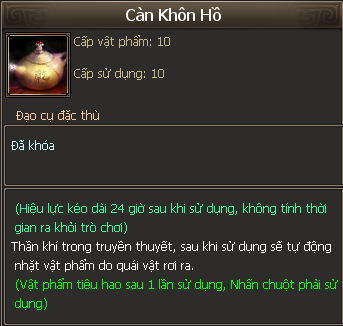 Càn Khôn Hồ
Cấp vật phẩm: 10
Cấp sử dụng: 10
Đạo cụ đặc thù
Đã khóa
(Hiệu lực kéo dài 24 giờ sau khi sử dụng, không tính thời
gian ra khỏi trò chơi)
Thần khí trong truyền thuyết, sau khi sử dụng sẽ tự động
nhặt vật phẩm do quái vật rơi ra.
(Vật phẩm tiêu hao sau 1 lần sử dụng, Nhấn chuột phải sử
dụng)